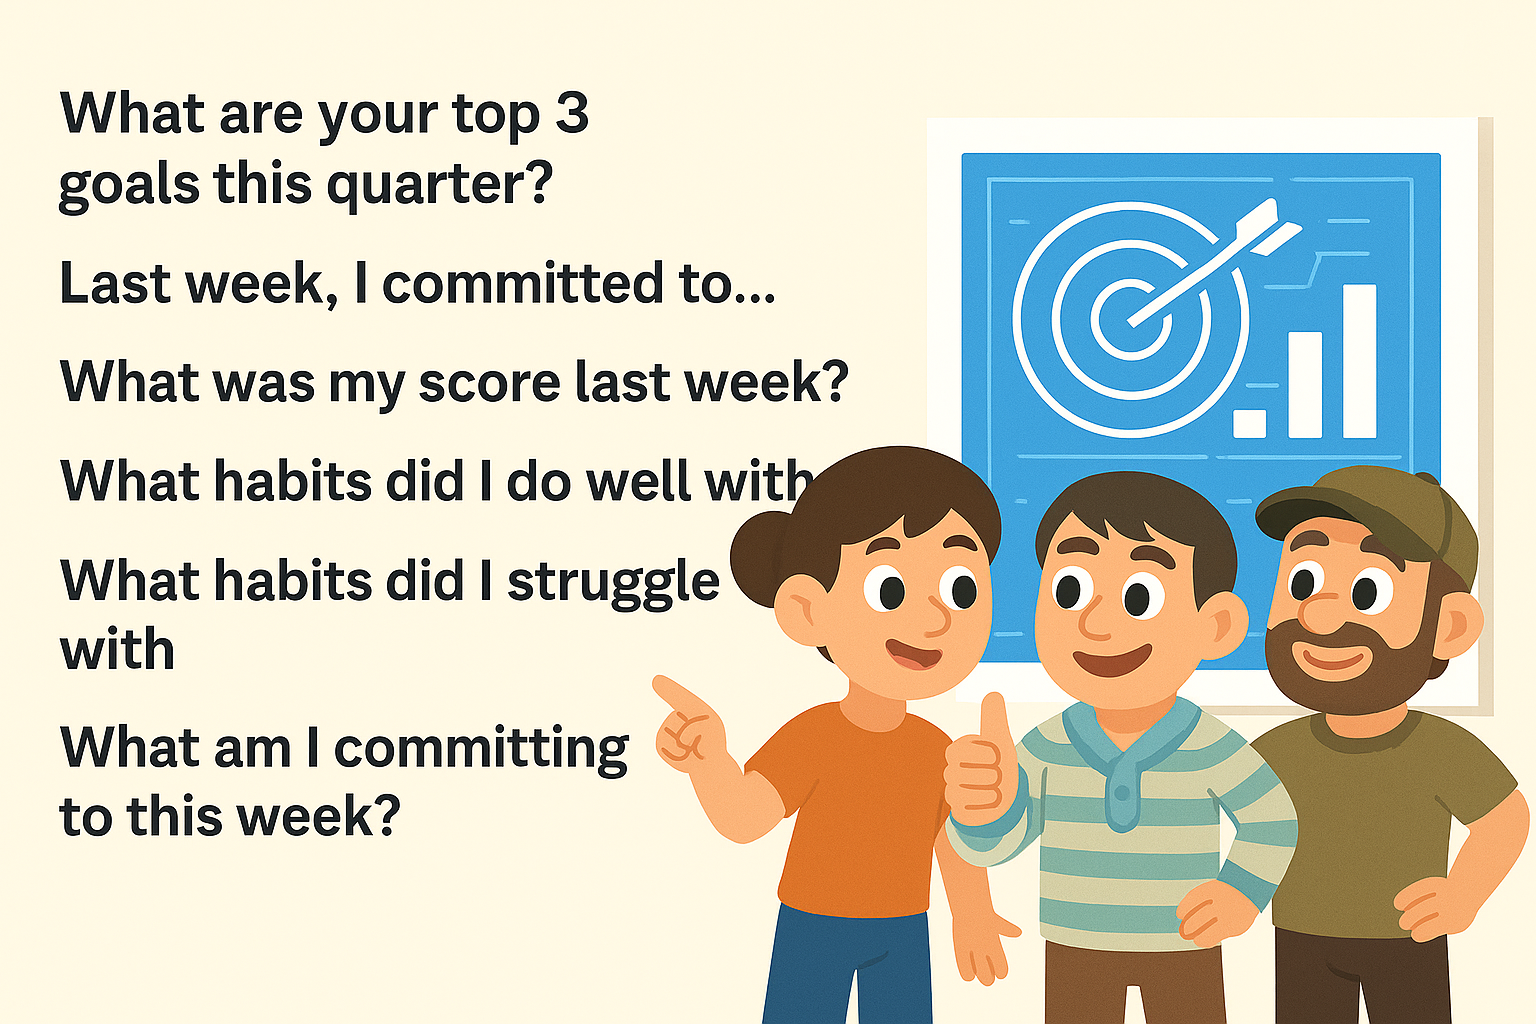 What are your top 3
goals this quarter?
Last week, I committed to...
What was my score last week?
What habits did I do well with
What habits did I struggle
with
What am I committing
to this week?